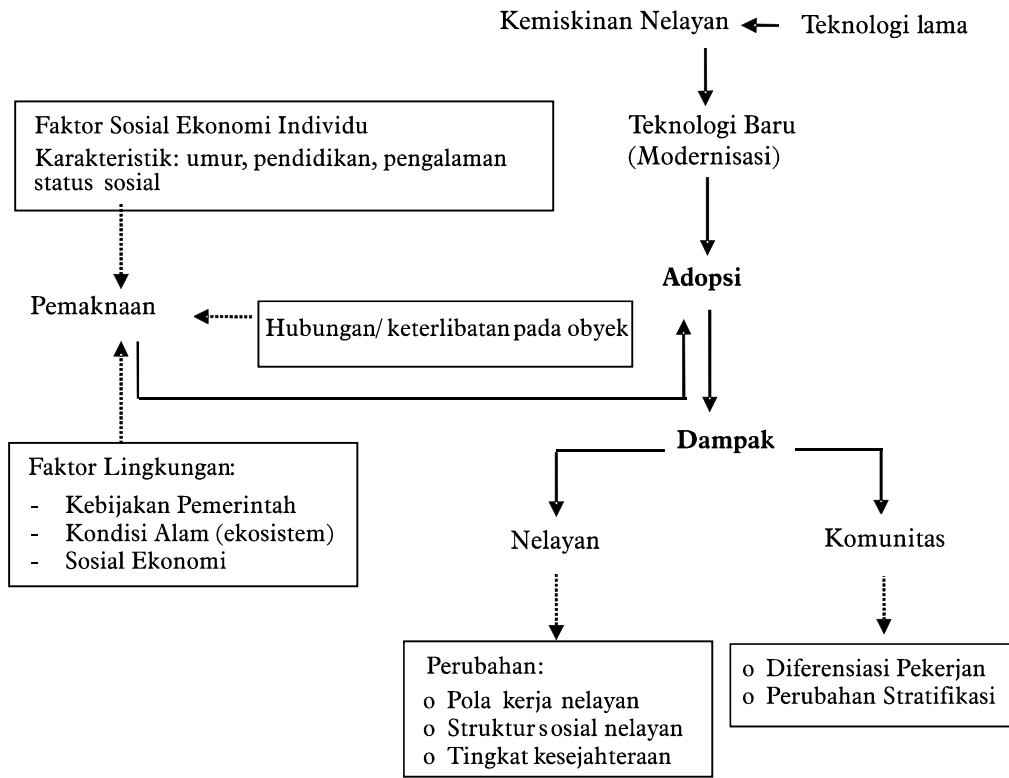 Kemiskinan Nelayan
Teknologi lama
Faktor Sosial Ekonomi Individu
Karakteristik: umur, pendidikan, pengalaman
status sosial
Teknologi Baru
(Modernisasi)
Adopsi
Pemaknaan
Hubungan/ keterlibatan pada obyek
Dampak
Faktor Lingkungan:
- Kebijakan Pemerintah
- Kondisi Alam (ekosistem)
- Sosial Ekonomi
Nelayan
Komunitas
Perubahan:
o Pola kerja nelayan
o Struktur sosial nelayan
o Tingkat kesejahteraan
o Diferensiasi Pekerjan
o Perubahan Stratifikasi